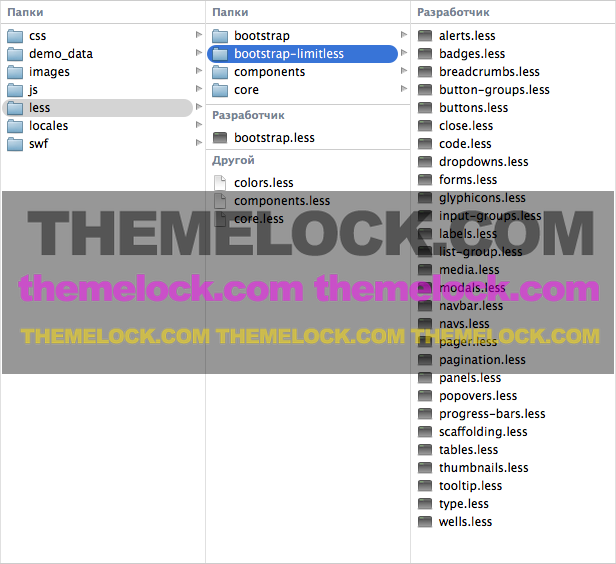 Папки
css
demo_data
images
js
less
locales
swf
Папки
bootstrap
bootstrap-limitless
components
core
Разработчик
bootstrap.less
Другой
colors.less
components.less
core.less
Разработчик
alerts.less
badges.less
breadcrumbs.less
button-groups.less
buttons.less
close.less
code.less
dropdowns.less
forms.less
glyphicons.less
input-groups.less
labels.less
list-group.less
media.less
modals.less
navbar.less
navs.less
pager.less
pagination.less
panels.less
popovers.less
progress-bars.less
scaffolding.less
tables.less
thumbnails.less
tooltip.less
type.less
wells.less
THEMELOCK.COM
themelock.com themelock.com
THEMELOCK.COM THEMELOCK.COM THEMELOCK.COM